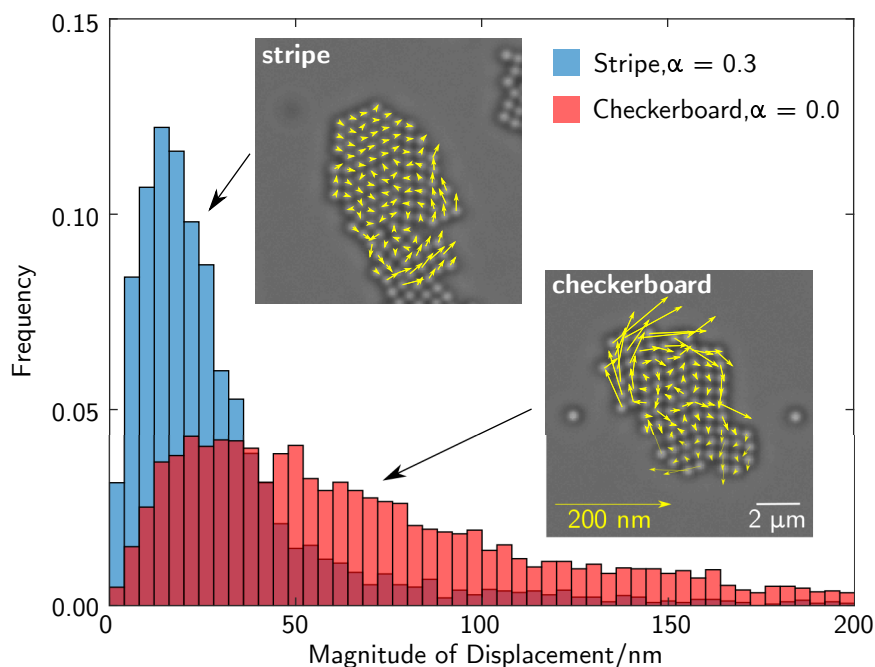 0.15
0.10
0.05
0.00
Frequency
stripe
Stripe,α = 0.3
Checkerboard,α = 0.0
checkerboard
200 nm
2 μm
0
50
100
150
200
Magnitude of Displacement/nm